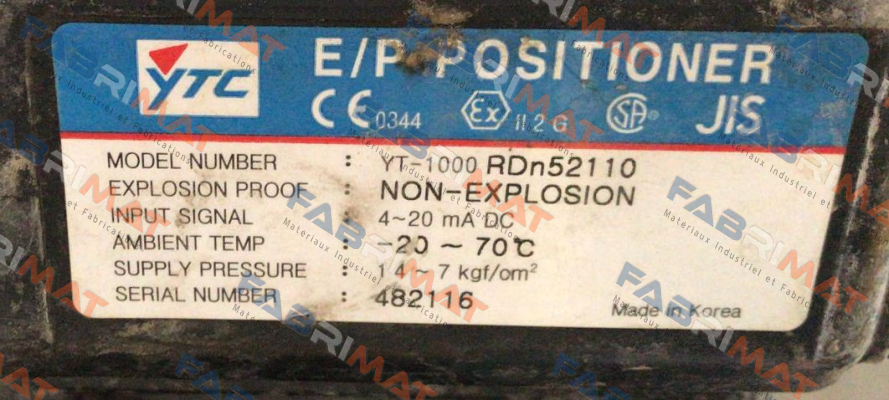 YTC
E/P POSITIONER
CE 0344 Ex II 2 G SA JIS
MODEL NUMBER : YT-1000 RDn52110
EXPLOSION PROOF : NON-EXPLOSION
INPUT SIGNAL : 4~20 mA DC
AMBIENT TEMP : -20 ~ 70℃
SUPPLY PRESSURE : 1.4~7 kgf/cm²
SERIAL NUMBER : 482116
Made in Korea
FABRIMAT
Matériaux Industriel et Fabrications